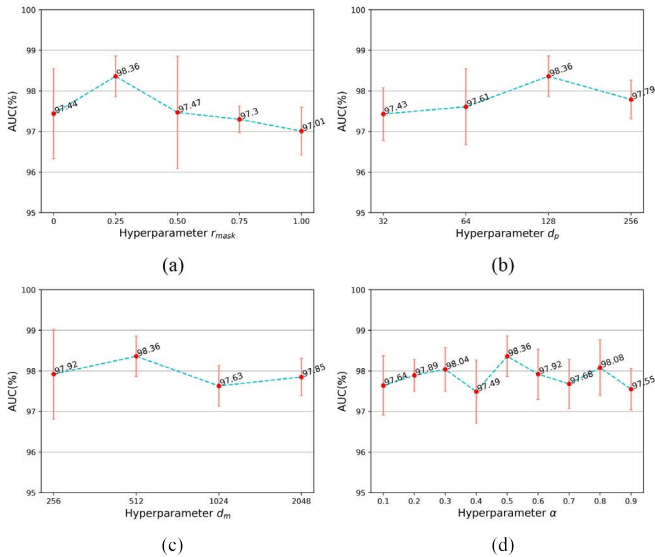 100
99
98
97
96
95
AUC(%)
97.44
98.36
97.47
97.3
97.01
0 0.25 0.50 0.75 1.00
Hyperparameter r_mask
(a)
100
99
98
97
96
95
AUC(%)
97.43
97.61
98.36
97.79
32 64 128 256
Hyperparameter d_p
(b)
100
99
98
97
96
95
AUC(%)
97.92
98.36
97.63
97.85
256 512 1024 2048
Hyperparameter d_m
(c)
100
99
98
97
96
95
AUC(%)
97.64
97.89
98.04
97.49
98.36
97.92
97.68
98.08
97.55
0.1 0.2 0.3 0.4 0.5 0.6 0.7 0.8 0.9
Hyperparameter α
(d)